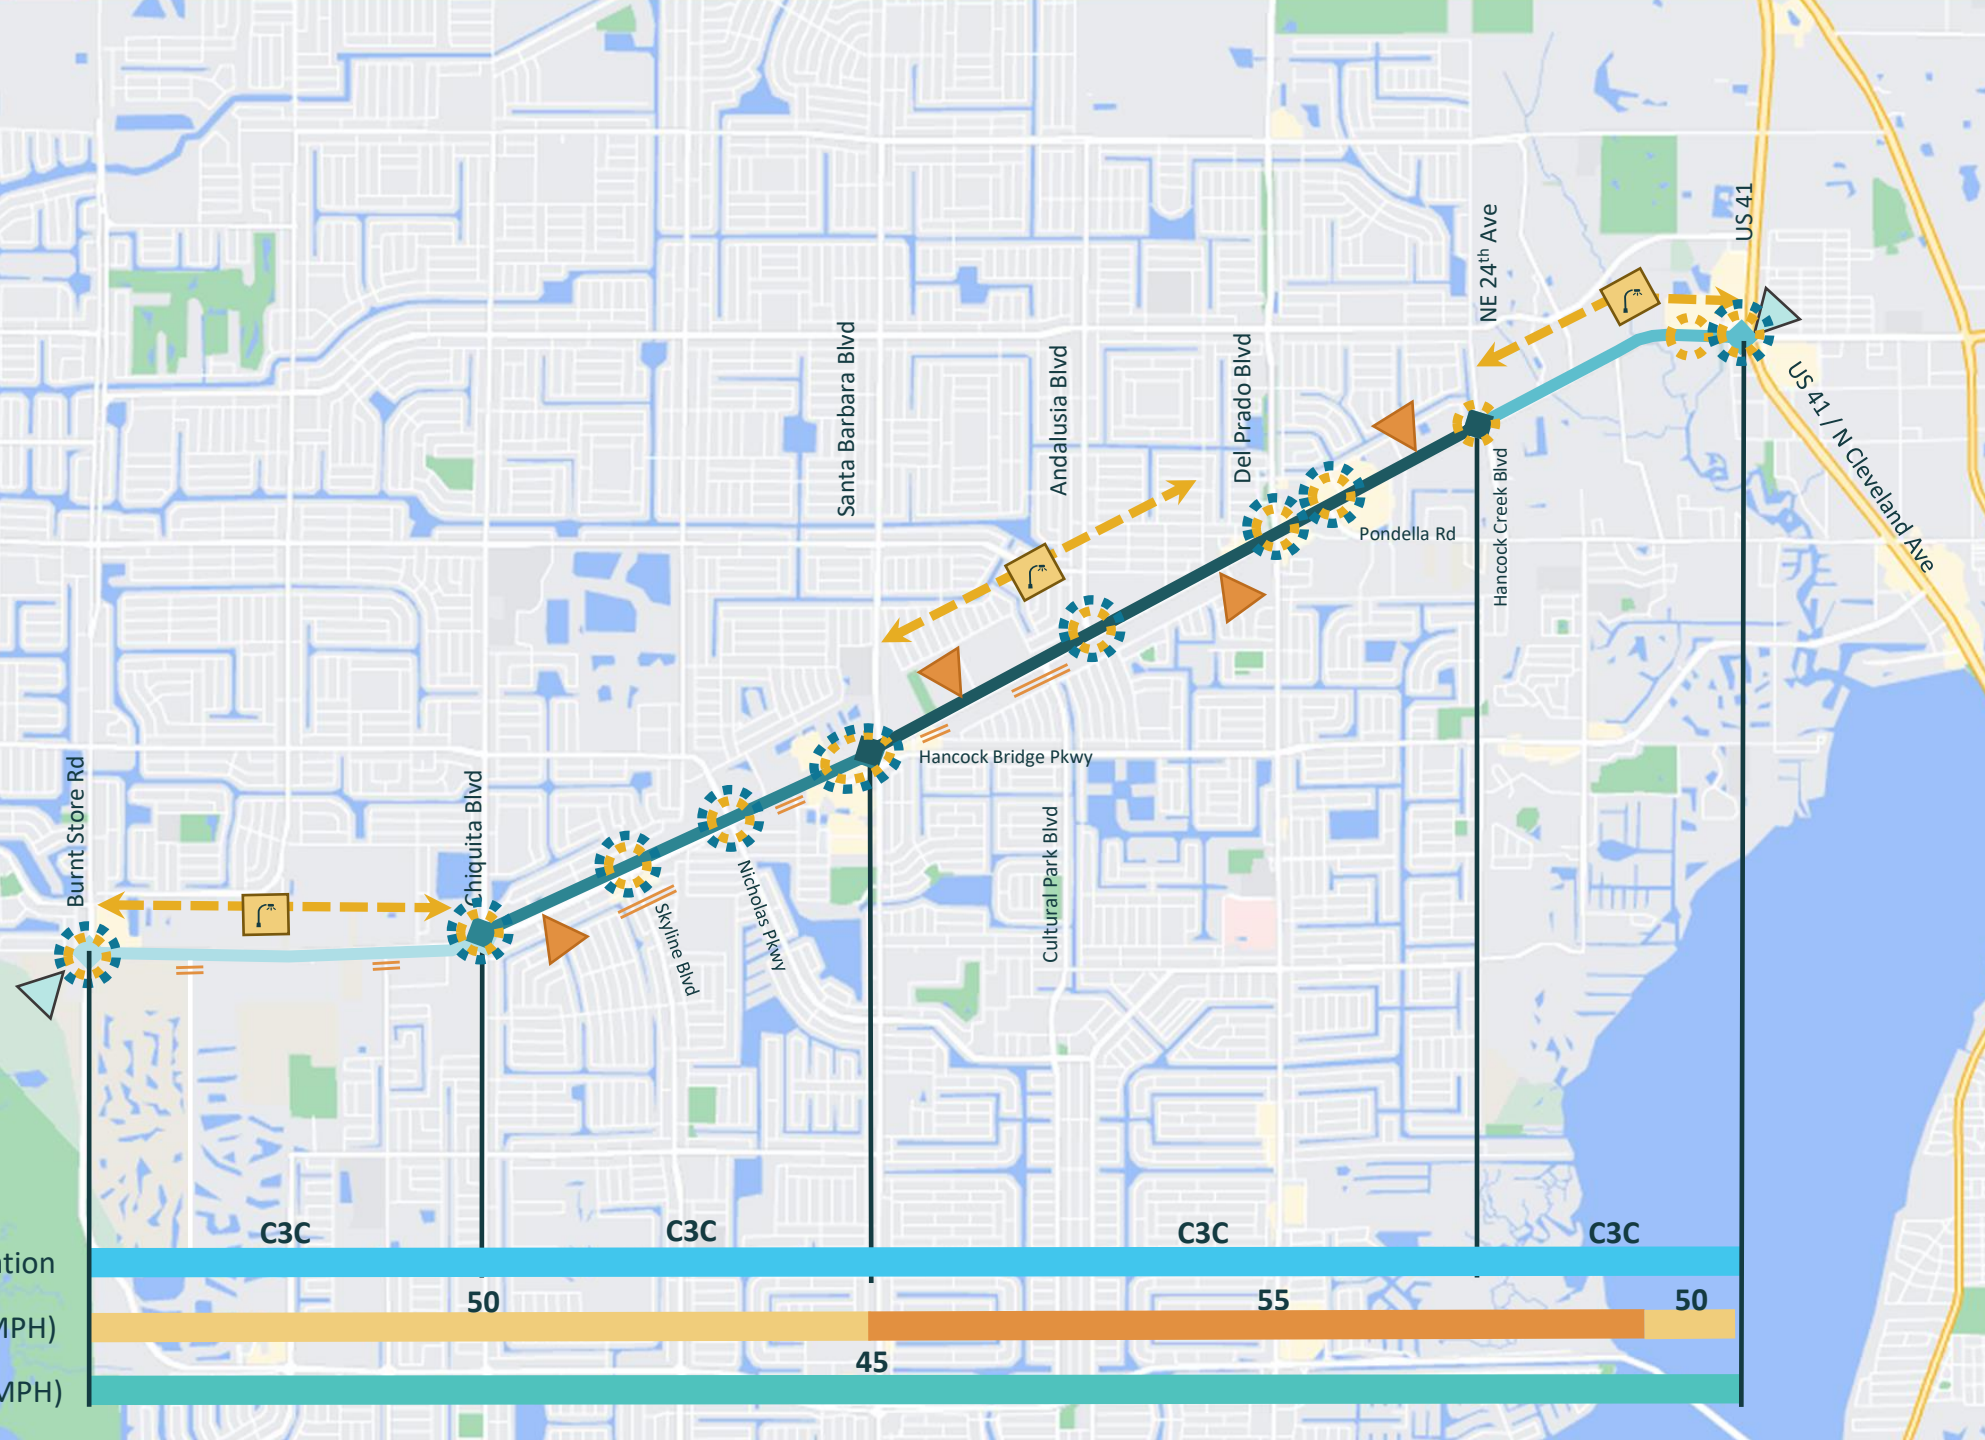 US 41
NE 24th Ave
Santa Barbara Blvd
Andalusia Blvd
Del Prado Blvd
US 41 / N Cleveland Ave
Pondella Rd
Hancock Creek Blvd
Hancock Bridge Pkwy
Burnt Store Rd
Chiquita Blvd
Cultural Park Blvd
Nicholas Pkwy
Skyline Blvd
C3C
C3C
C3C
C3C
50
55
50
MPH)
45
MPH)